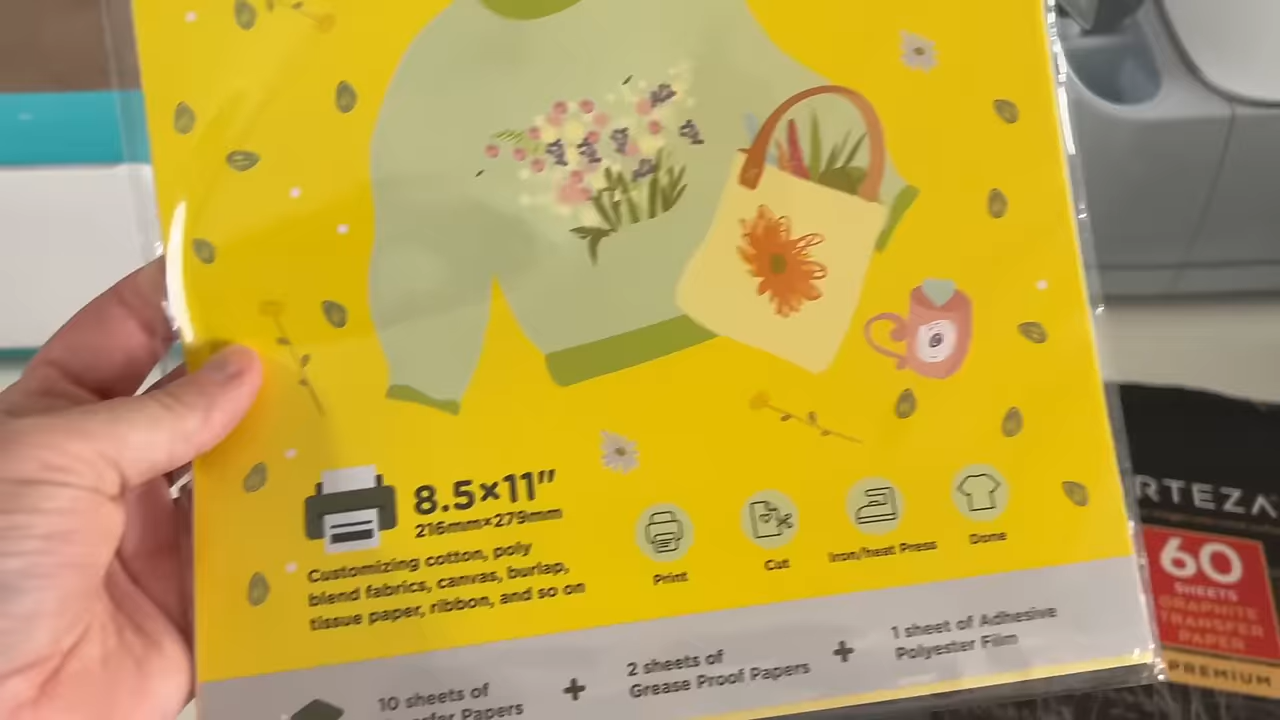 8.5×11"
216mm×279mm
Customizing cotton, poly
blend fabrics, canvas, burlap,
tissue paper, ribbon, and so on
Print
Cut
Iron/heat Press
Done
10 sheets of
Papers
+
2 sheets of
Grease Proof Papers
+
1 sheet of Adhesive
Polyester Film
RTEZA
60
SHEETS
GRAPHITE
TRANSFER
PAPER
PREMIUM